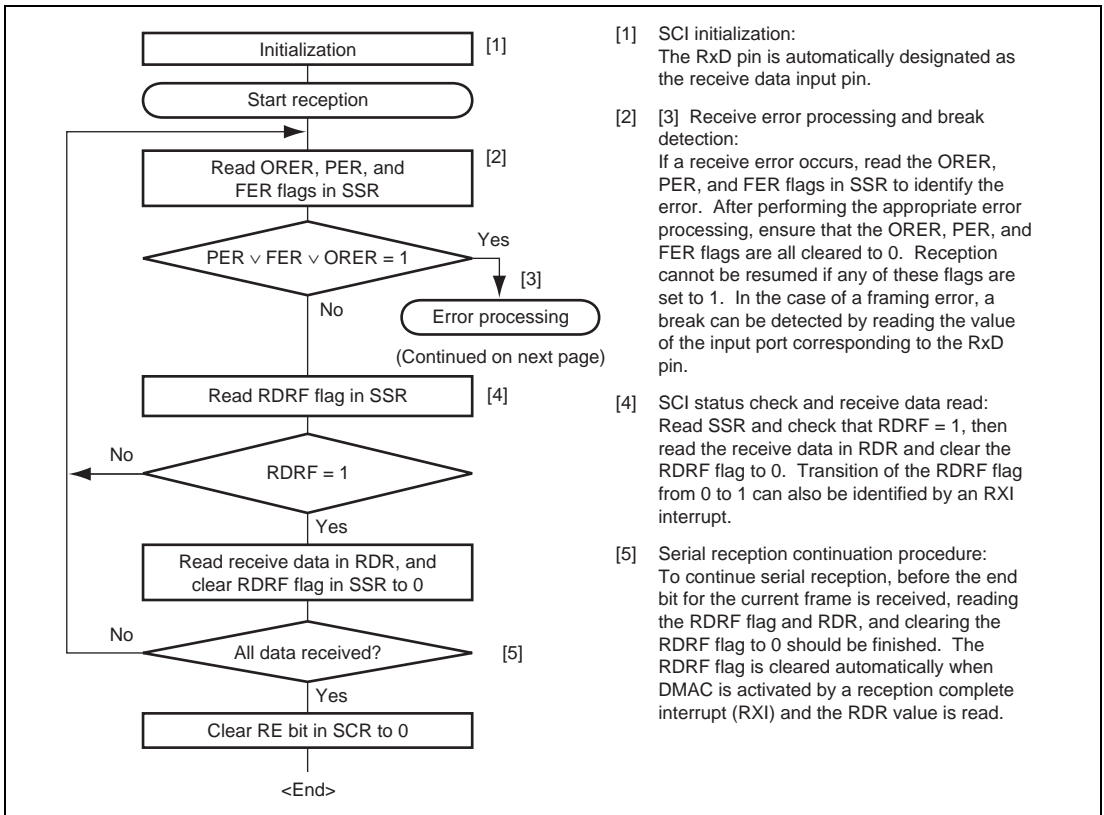 Initialization
[1]
Start reception
Read ORER, PER, and
FER flags in SSR
[2]
PER ∨ FER ∨ ORER = 1
Yes
[3]
No
Error processing
(Continued on next page)
Read RDRF flag in SSR
[4]
No
RDRF = 1
Yes
Read receive data in RDR, and
clear RDRF flag in SSR to 0
No
All data received?
[5]
Yes
Clear RE bit in SCR to 0
<End>
[1] SCI initialization:
The RxD pin is automatically designated as
the receive data input pin.
[2] [3] Receive error processing and break
detection:
If a receive error occurs, read the ORER,
PER, and FER flags in SSR to identify the
error. After performing the appropriate error
processing, ensure that the ORER, PER, and
FER flags are all cleared to 0. Reception
cannot be resumed if any of these flags are
set to 1. In the case of a framing error, a
break can be detected by reading the value
of the input port corresponding to the RxD
pin.
[4] SCI status check and receive data read:
Read SSR and check that RDRF = 1, then
read the receive data in RDR and clear the
RDRF flag to 0. Transition of the RDRF flag
from 0 to 1 can also be identified by an RXI
interrupt.
[5] Serial reception continuation procedure:
To continue serial reception, before the end
bit for the current frame is received, reading
the RDRF flag and RDR, and clearing the
RDRF flag to 0 should be finished. The
RDRF flag is cleared automatically when
DMAC is activated by a reception complete
interrupt (RXI) and the RDR value is read.